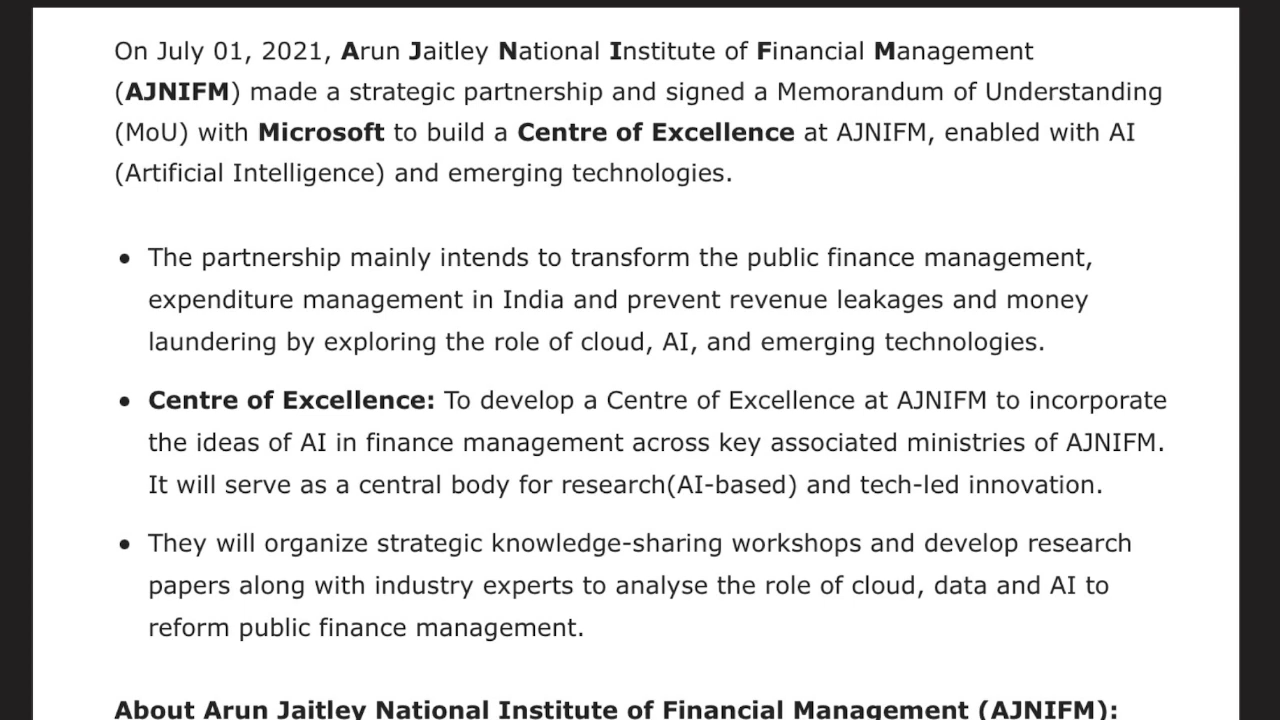 On July 01, 2021, Arun Jaitley National Institute of Financial Management
(AJNIFM) made a strategic partnership and signed a Memorandum of Understanding
(MoU) with Microsoft to build a Centre of Excellence at AJNIFM, enabled with AI
(Artificial Intelligence) and emerging technologies.
• The partnership mainly intends to transform the public finance management,
expenditure management in India and prevent revenue leakages and money
laundering by exploring the role of cloud, AI, and emerging technologies.
• Centre of Excellence: To develop a Centre of Excellence at AJNIFM to incorporate
the ideas of AI in finance management across key associated ministries of AJNIFM.
It will serve as a central body for research(AI-based) and tech-led innovation.
• They will organize strategic knowledge-sharing workshops and develop research
papers along with industry experts to analyse the role of cloud, data and AI to
reform public finance management.
About Arun Jaitley National Institute of Financial Management (AJNIFM):